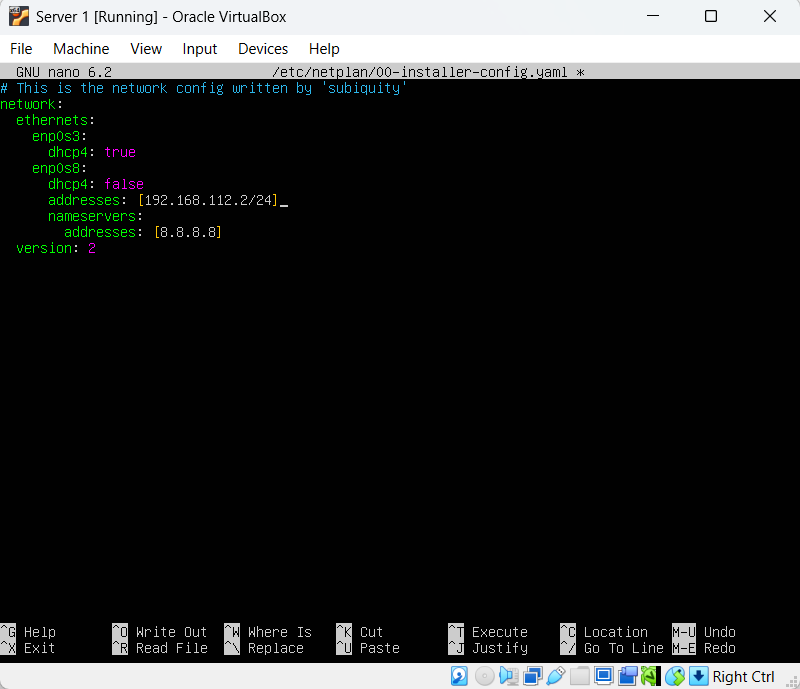 Server 1 [Running] - Oracle VirtualBox
File Machine View Input Devices Help
GNU nano 6.2 /etc/netplan/00-installer-config.yaml *
# This is the network config written by 'subiquity'
network:
  ethernets:
    enp0s3:
      dhcp4: true
    enp0s8:
      dhcp4: false
      addresses: [192.168.112.2/24]_
      nameservers:
        addresses: [8.8.8.8]
  version: 2
^G Help ^O Write Out ^W Where Is ^K Cut ^T Execute ^C Location M-U Undo
^X Exit ^R Read File ^\ Replace ^U Paste ^J Justify ^/ Go To Line M-E Redo
Right Ctrl